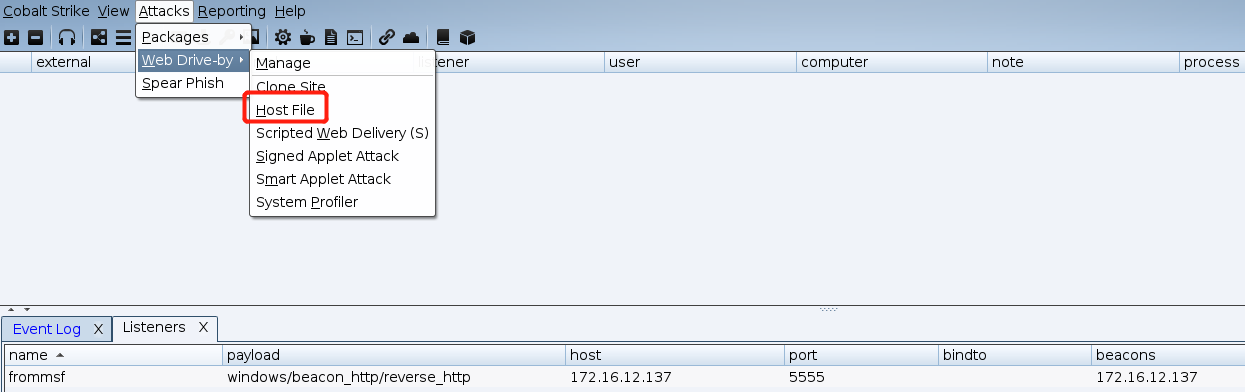 Cobalt Strike View Attacks Reporting Help
Packages
Web Drive-by
Spear Phish
Manage
Clone Site
Host File
Scripted Web Delivery (S)
Signed Applet Attack
Smart Applet Attack
System Profiler
external user computer note process
Event Log X Listeners X
name payload host port bindto beacons
frommsf windows/beacon_http/reverse_http 172.16.12.137 5555 172.16.12.137